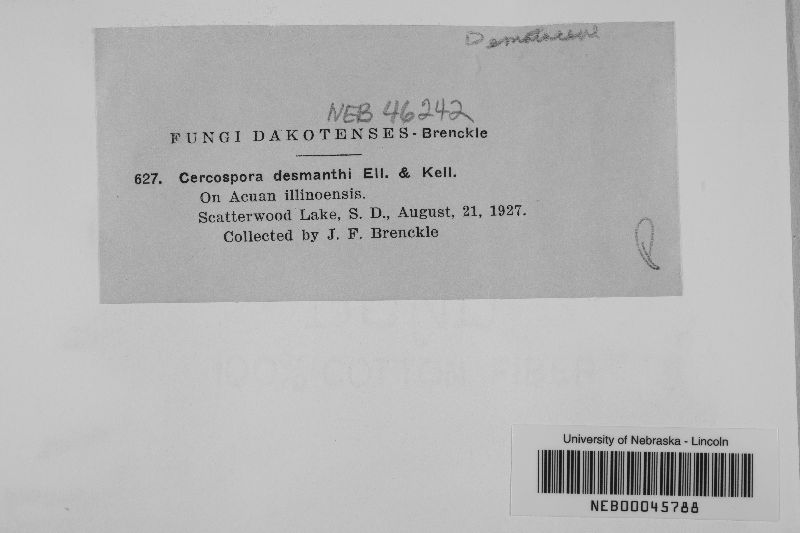 NEB 46242
FUNGI DAKOTENSES - Brenckle
627. Cercospora desmanthi Ell. & Kell.
On Acuan illinoensis.
Scatterwood Lake, S. D., August, 21, 1927.
Collected by J. F. Brenckle
University of Nebraska - Lincoln
NEB00045788